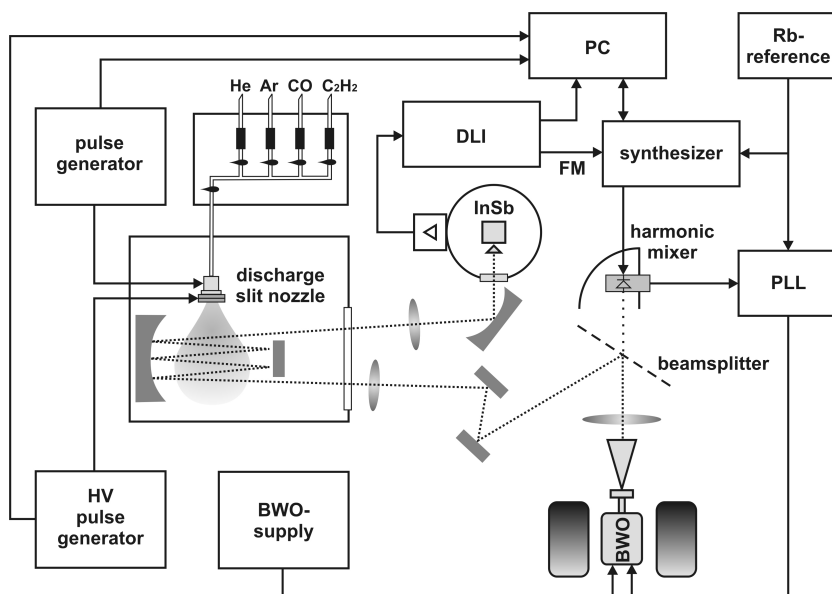 PC
Rb-
reference
He Ar CO C₂H₂
pulse
generator
DLI
FM
synthesizer
InSb
harmonic
mixer
discharge
slit nozzle
PLL
beamsplitter
HV
pulse
generator
BWO-
supply
BWO